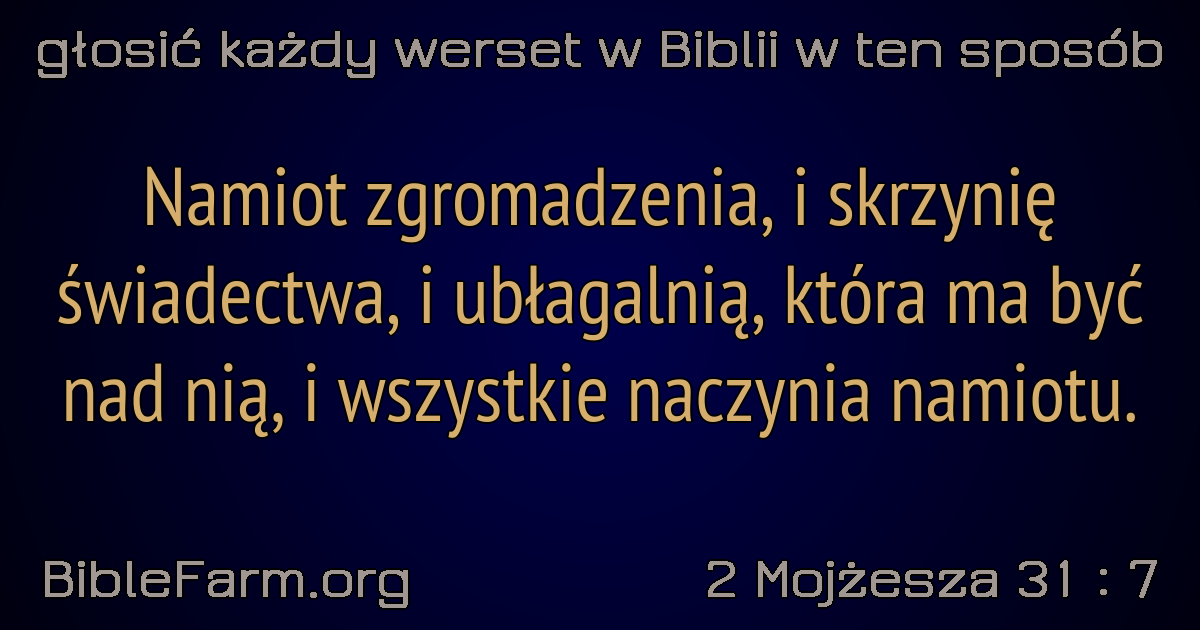 głosić każdy werset w Biblii w ten sposób
Namiot zgromadzenia, i skrzynię
świadectwa, i ubłagalnią, która ma być
nad nią, i wszystkie naczynia namiotu.
BibleFarm.org
2 Mojżesza 31 : 7